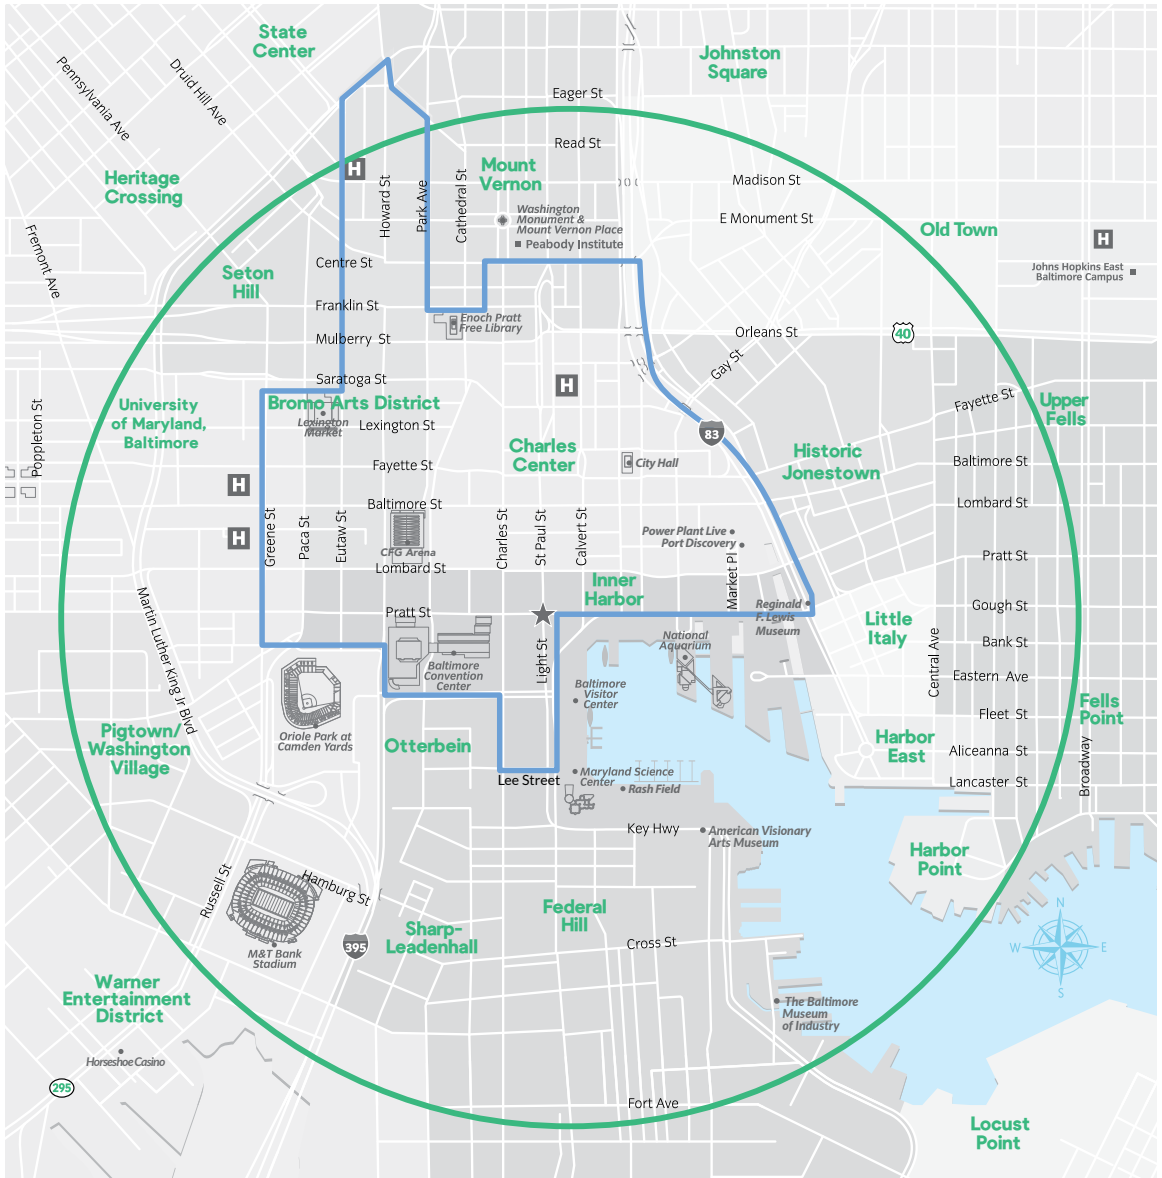 State
Center
Johnston
Square
Pennsylvania Ave
Druid Hill Ave
Eager St
Read St
H
Heritage
Crossing
Mount
Vernon
Madison St
Howard St
Park Ave
Cathedral St
Washington
Monument &
Mount Vernon Place
E Monument St
Peabody Institute
Old Town
H
Johns Hopkins East
Baltimore Campus
Fremont Ave
Seton
Hill
Centre St
Franklin St
Enoch Pratt
Free Library
Mulberry St
Orleans St
40
Gay St
Saratoga St
H
Bromo Arts District
Lexington
Market
Lexington St
University
of Maryland,
Baltimore
Fayette St
Upper
Fells
83
Poppleton St
Charles
Center
City Hall
Historic
Jonestown
Fayette St
Baltimore St
H
Baltimore St
Lombard St
Greene St
Paca St
Eutaw St
CFG Arena
Charles St
St Paul St
Calvert St
H
Power Plant Live
Port Discovery
Pratt St
Lombard St
Market Pl
Inner
Harbor
Martin Luther King Jr Blvd
Pratt St
Reginald
F. Lewis
Museum
Gough St
Little
Italy
National
Aquarium
Bank St
Light St
Central Ave
Baltimore
Convention
Center
Eastern Ave
Baltimore
Visitor
Center
Fells
Point
Fleet St
Oriole Park at
Camden Yards
Otterbein
Pigtown/
Washington
Village
Harbor
East
Aliceanna St
Broadway
Lee Street
Maryland Science
Center
Rash Field
Lancaster St
Key Hwy
American Visionary
Arts Museum
Harbor
Point
Russell St
Hamburg St
Federal
Hill
N
W
E
S
Sharp-
Leadenhall
Cross St
395
M&T Bank
Stadium
Warner
Entertainment
District
The Baltimore
Museum
of Industry
Horseshoe Casino
295
Fort Ave
Locust
Point